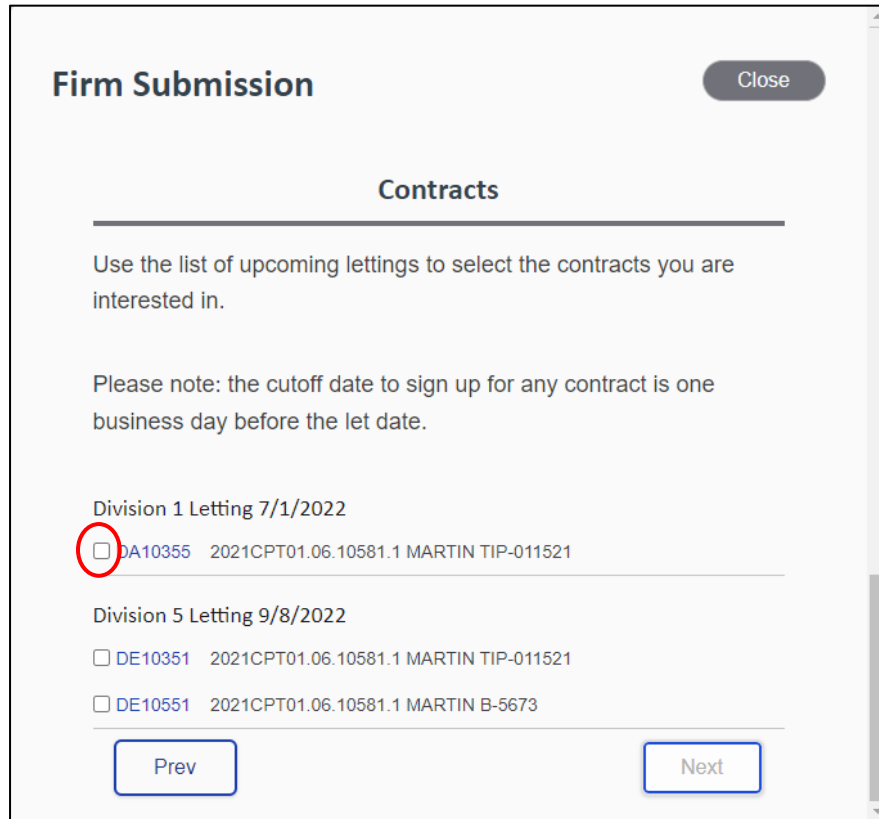 Firm Submission
Close
Contracts
Use the list of upcoming lettings to select the contracts you are
interested in.
Please note: the cutoff date to sign up for any contract is one
business day before the let date.
Division 1 Letting 7/1/2022
DA10355 2021CPT01.06.10581.1 MARTIN TIP-011521
Division 5 Letting 9/8/2022
DE10351 2021CPT01.06.10581.1 MARTIN TIP-011521
DE10551 2021CPT01.06.10581.1 MARTIN B-5673
Prev
Next